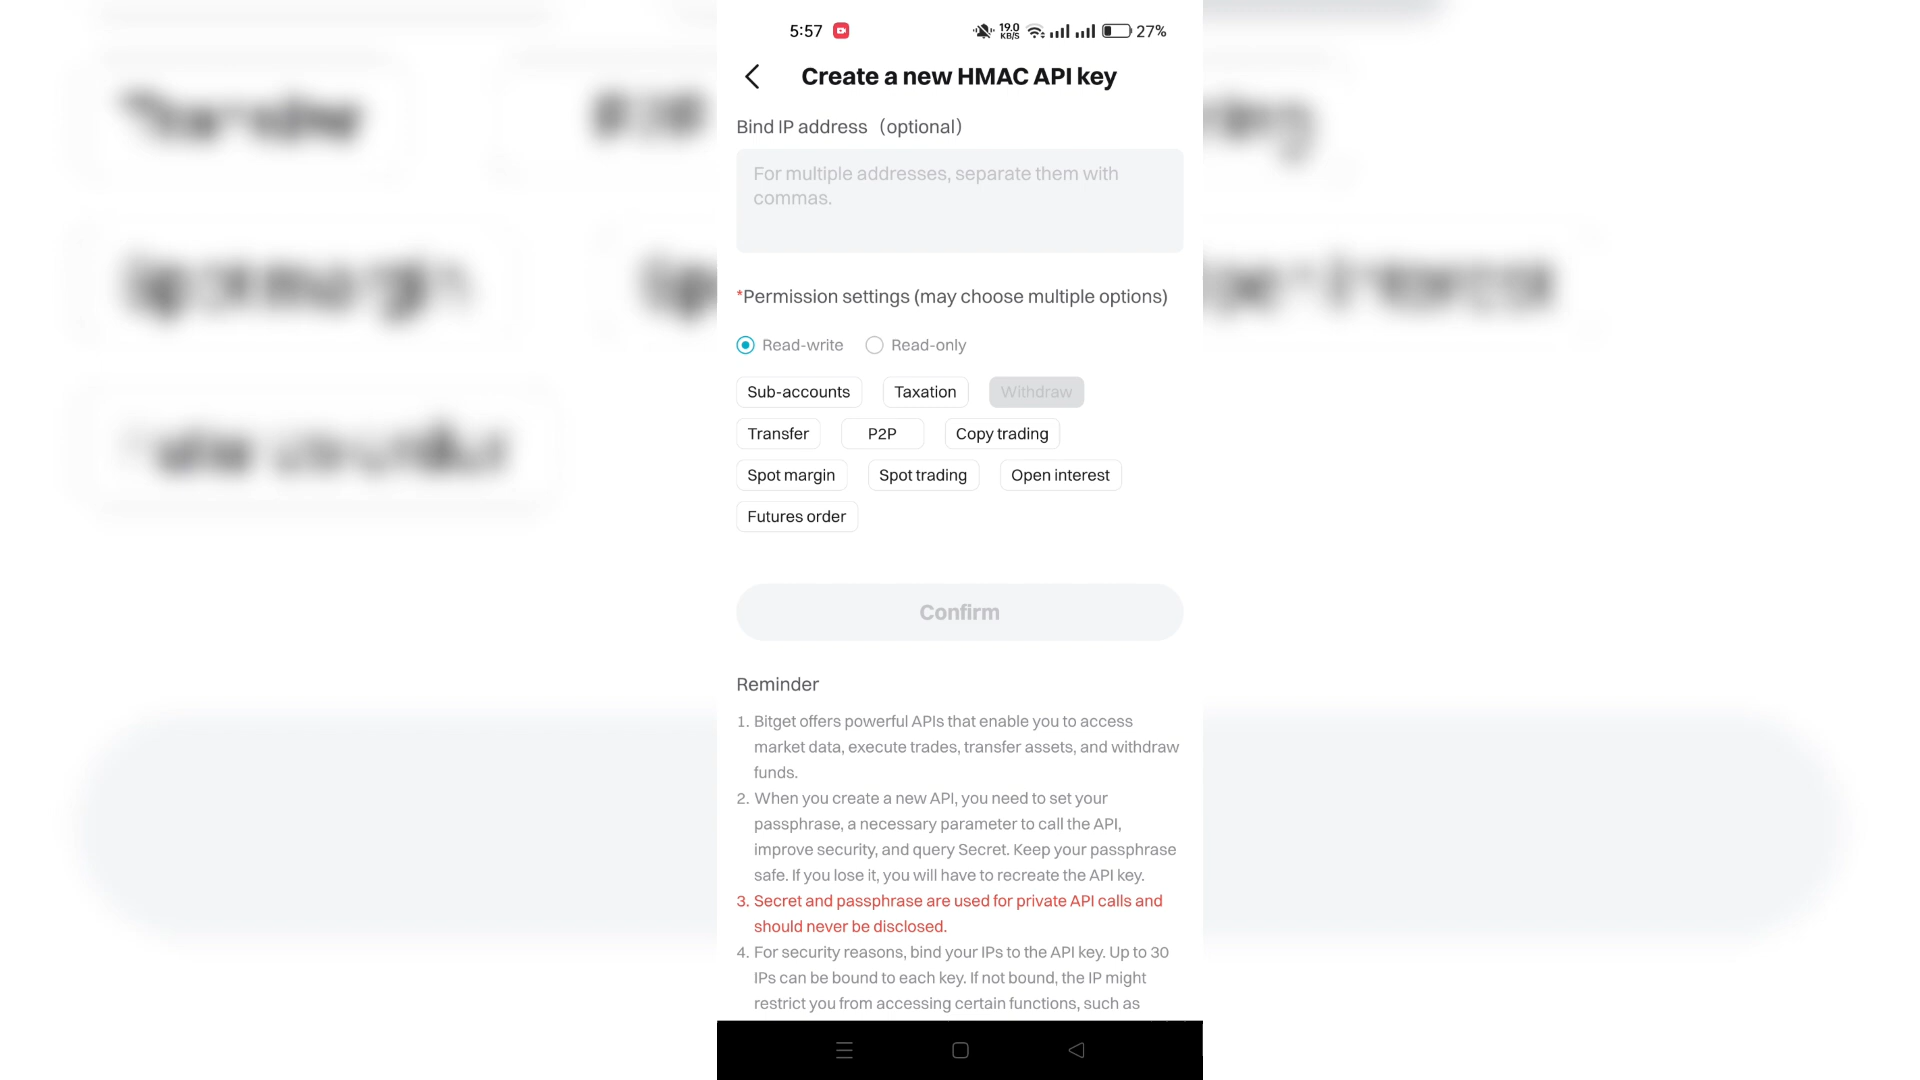 5:57 19.0 KB/S 27%
Create a new HMAC API key
Bind IP address (optional)
For multiple addresses, separate them with
commas.
*Permission settings (may choose multiple options)
Read-write Read-only
Sub-accounts Taxation Withdraw
Transfer P2P Copy trading
Spot margin Spot trading Open interest
Futures order
Confirm
Reminder
1. Bitget offers powerful APIs that enable you to access
market data, execute trades, transfer assets, and withdraw
funds.
2. When you create a new API, you need to set your
passphrase, a necessary parameter to call the API,
improve security, and query Secret. Keep your passphrase
safe. If you lose it, you will have to recreate the API key.
3. Secret and passphrase are used for private API calls and
should never be disclosed.
4. For security reasons, bind your IPs to the API key. Up to 30
IPs can be bound to each key. If not bound, the IP might
restrict you from accessing certain functions, such as